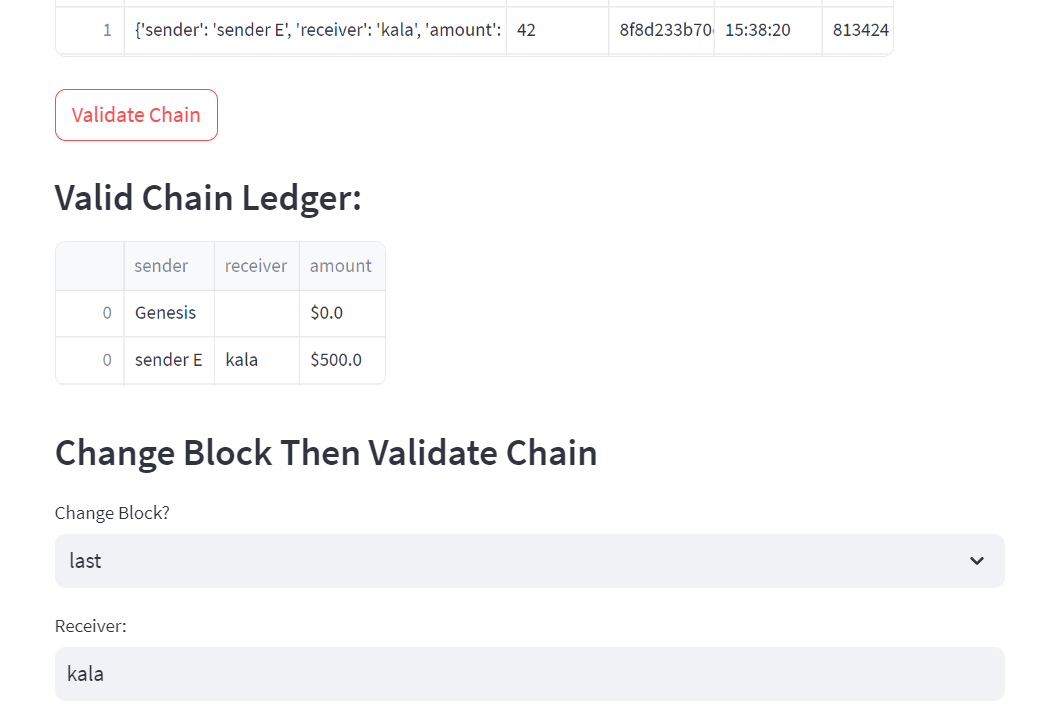 1 {'sender': 'sender E', 'receiver': 'kala', 'amount': 42 8f8d233b70 15:38:20 813424
Validate Chain
Valid Chain Ledger:
sender receiver amount
0 Genesis $0.0
0 sender E kala $500.0
Change Block Then Validate Chain
Change Block?
last
Receiver:
kala